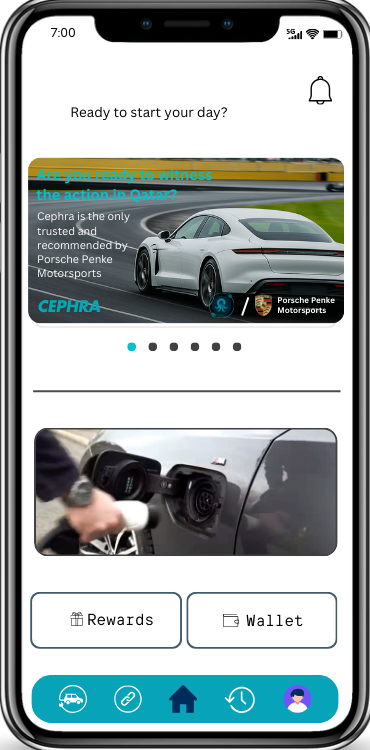 7:00
5G
Ready to start your day?
Are you ready to witness
the action in Qatar?
Cephra is the only
trusted and
recommended by
Porsche Penke
Motorsports
CEPHRA
/
Porsche Penke
Motorsports
Rewards
Wallet